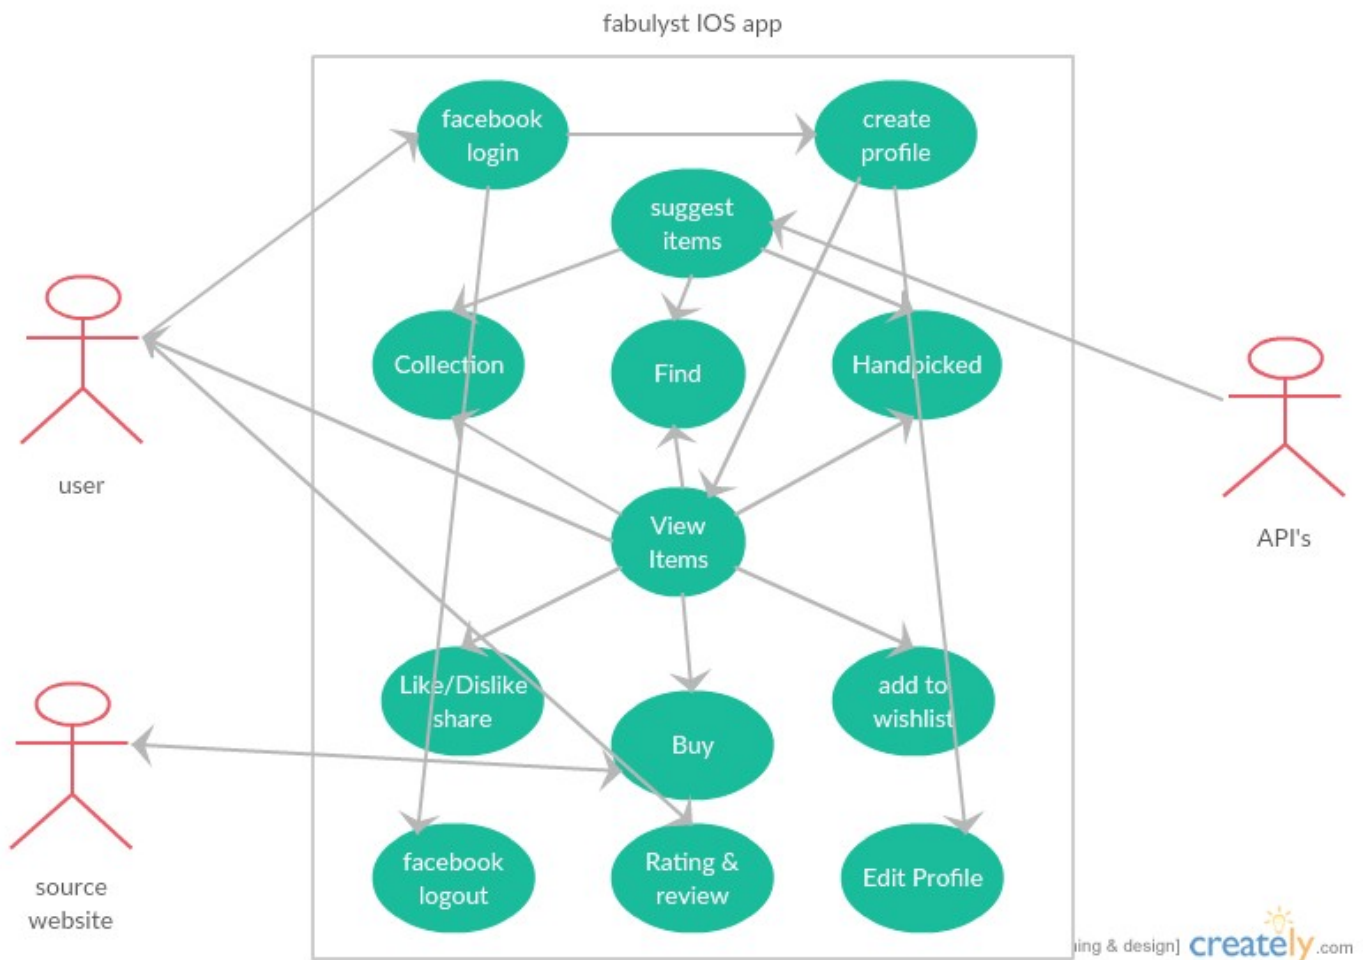 fabulyst IOS app
facebook
login
create
profile
suggest
items
Collection
Find
Handpicked
user
View
Items
API's
Like/Dislike
share
add to
wishlist
Buy
source
website
facebook
logout
Rating &
review
Edit Profile
& design] creately.com